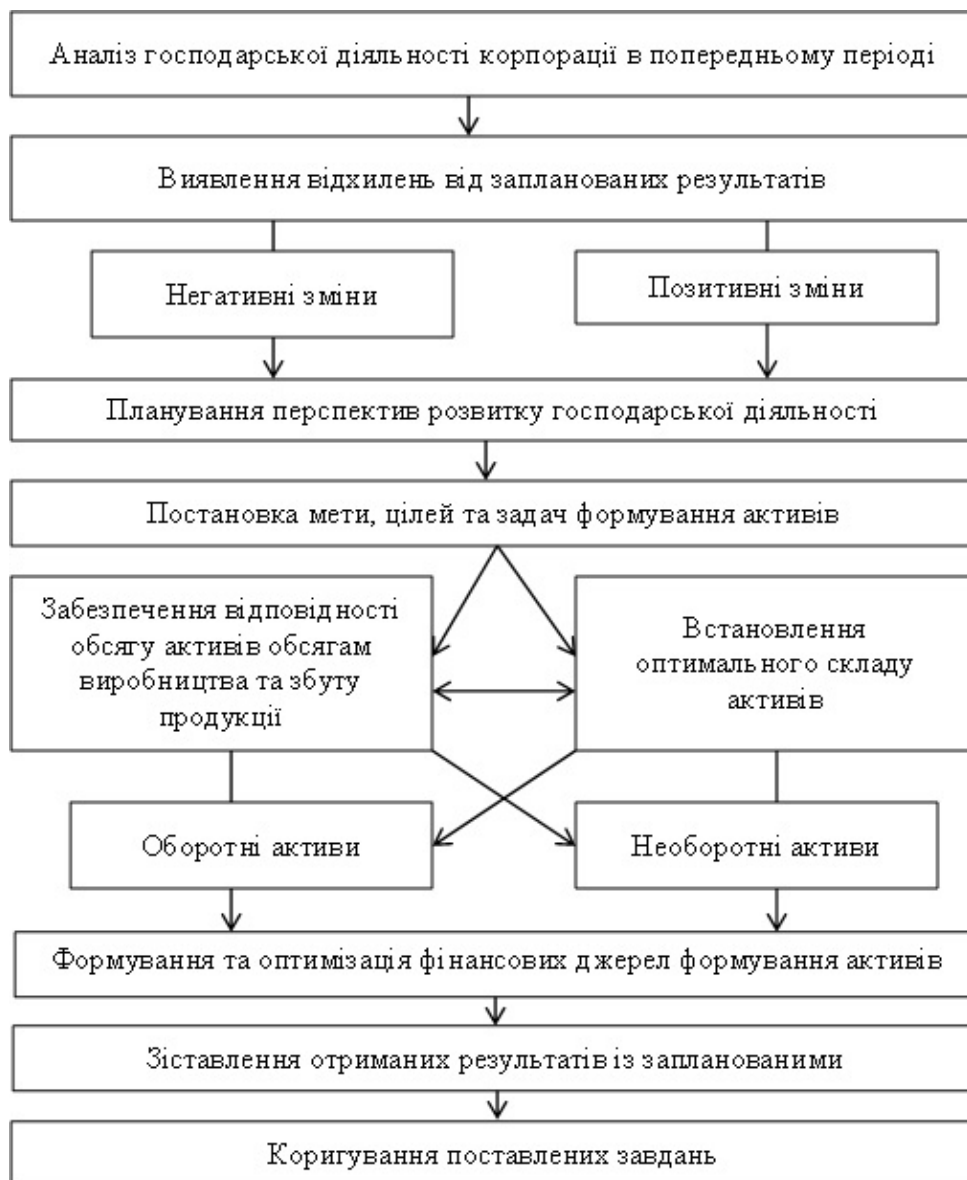 Аналіз господарської діяльності корпорації в попередньому періоді
Виявлення відхилень від запланованих результатів
Негативні зміни
Позитивні зміни
Планування перспектив розвитку господарської діяльності
Постановка мети, цілей та задач формування активів
Забезпечення відповідності
обсягу активів обсягам
виробництва та збуту
продукції
Встановлення
оптимального складу
активів
Оборотні активи
Необоротні активи
Формування та оптимізація фінансових джерел формування активів
Зіставлення отриманих результатів із запланованими
Коригування поставлених завдань